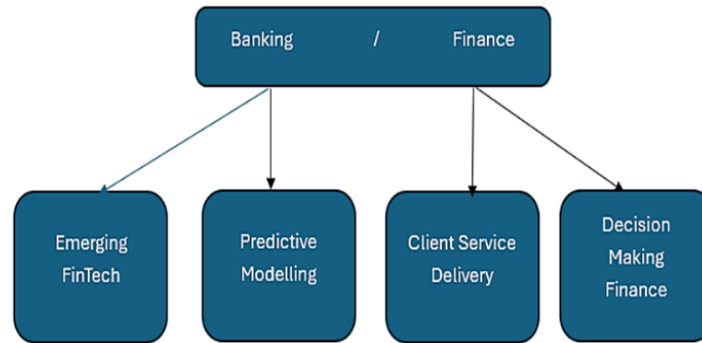 Banking / Finance
Emerging
FinTech
Predictive
Modelling
Client Service
Delivery
Decision
Making
Finance